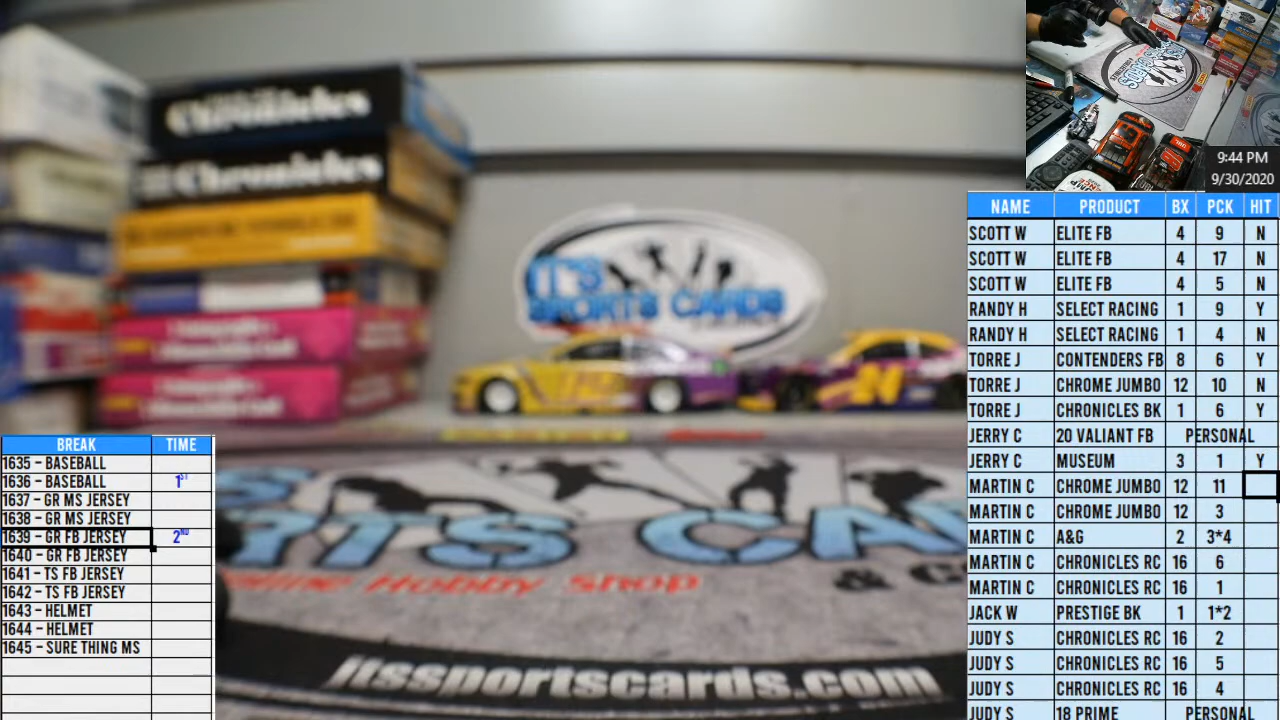 Chronicles
Chronicles
IT'S
SPORTS CARDS
9:44 PM
9/30/2020
NAME PRODUCT BX PCK HIT
SCOTT W ELITE FB 4 9 N
SCOTT W ELITE FB 4 17 N
SCOTT W ELITE FB 4 5 N
RANDY H SELECT RACING 1 9 Y
RANDY H SELECT RACING 1 4 N
TORRE J CONTENDERS FB 8 6 Y
TORRE J CHROME JUMBO 12 10 N
TORRE J CHRONICLES BK 1 6 Y
JERRY C 20 VALIANT FB PERSONAL
JERRY C MUSEUM 3 1 Y
MARTIN C CHROME JUMBO 12 11
MARTIN C CHROME JUMBO 12 3
MARTIN C A&G 2 3*4
MARTIN C CHRONICLES RC 16 6
MARTIN C CHRONICLES RC 16 1
JACK W PRESTIGE BK 1 1*2
JUDY S CHRONICLES RC 16 2
JUDY S CHRONICLES RC 16 5
JUDY S CHRONICLES RC 16 4
JUDY S 18 PRIME PERSONAL
BREAK TIME
1635 - BASEBALL
1636 - BASEBALL 1ST
1637 - GR MS JERSEY
1638 - GR MS JERSEY
1639 - GR FB JERSEY 2ND
1640 - GR FB JERSEY
1641 - TS FB JERSEY
1642 - TS FB JERSEY
1643 - HELMET
1644 - HELMET
1645 - SURE THING MS
S
RTS CA
nline Hobby Shop & C
itssportscards.com